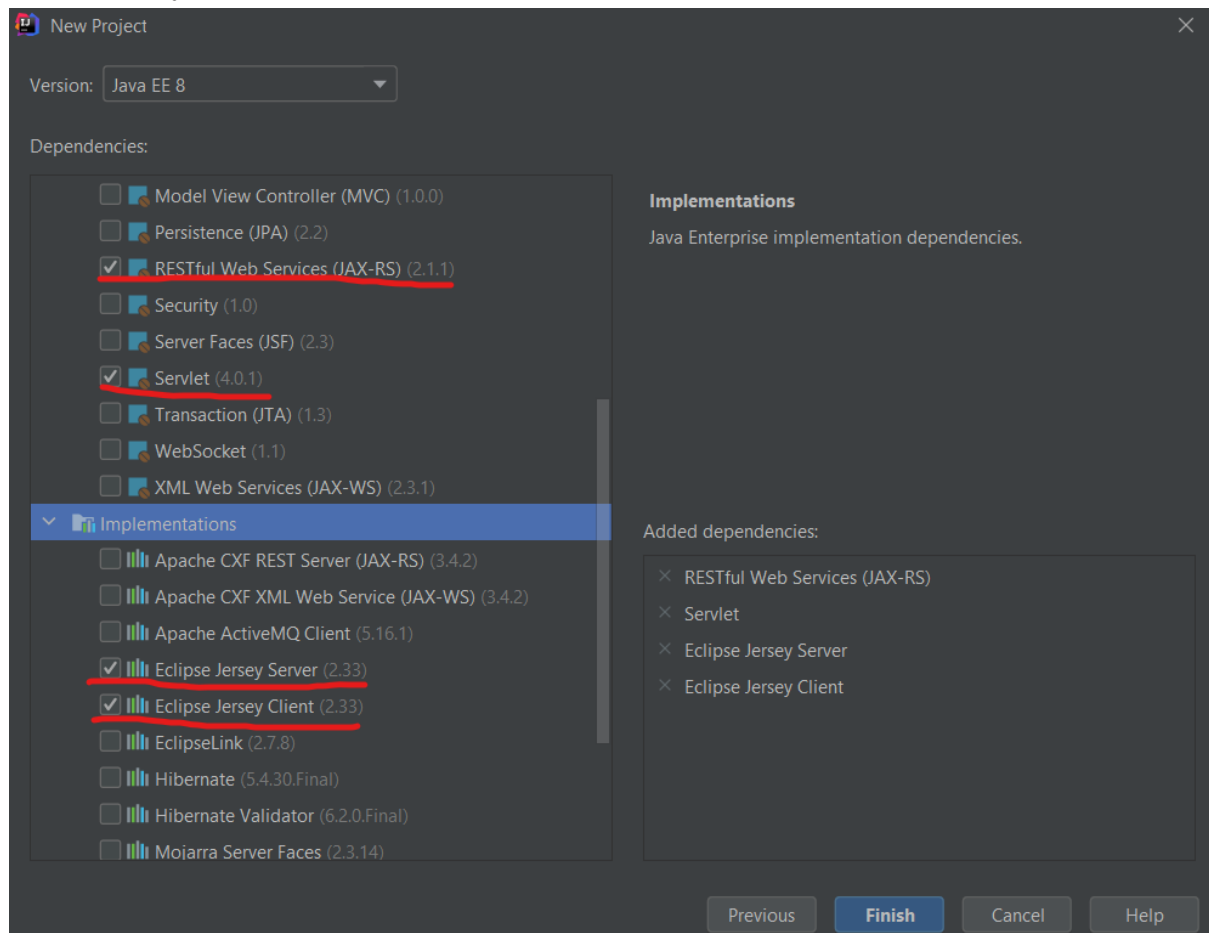 New Project
Version: Java EE 8
Dependencies:
Model View Controller (MVC) (1.0.0)
Persistence (JPA) (2.2)
RESTful Web Services (JAX-RS) (2.1.1)
Security (1.0)
Server Faces (JSF) (2.3)
Servlet (4.0.1)
Transaction (JTA) (1.3)
WebSocket (1.1)
XML Web Services (JAX-WS) (2.3.1)
Implementations
Apache CXF REST Server (JAX-RS) (3.4.2)
Apache CXF XML Web Service (JAX-WS) (3.4.2)
Apache ActiveMQ Client (5.16.1)
Eclipse Jersey Server (2.33)
Eclipse Jersey Client (2.33)
EclipseLink (2.7.8)
Hibernate (5.4.30.Final)
Hibernate Validator (6.2.0.Final)
Mojarra Server Faces (2.3.14)
Implementations
Java Enterprise implementation dependencies.
Added dependencies:
RESTful Web Services (JAX-RS)
Servlet
Eclipse Jersey Server
Eclipse Jersey Client
Previous Finish Cancel Help